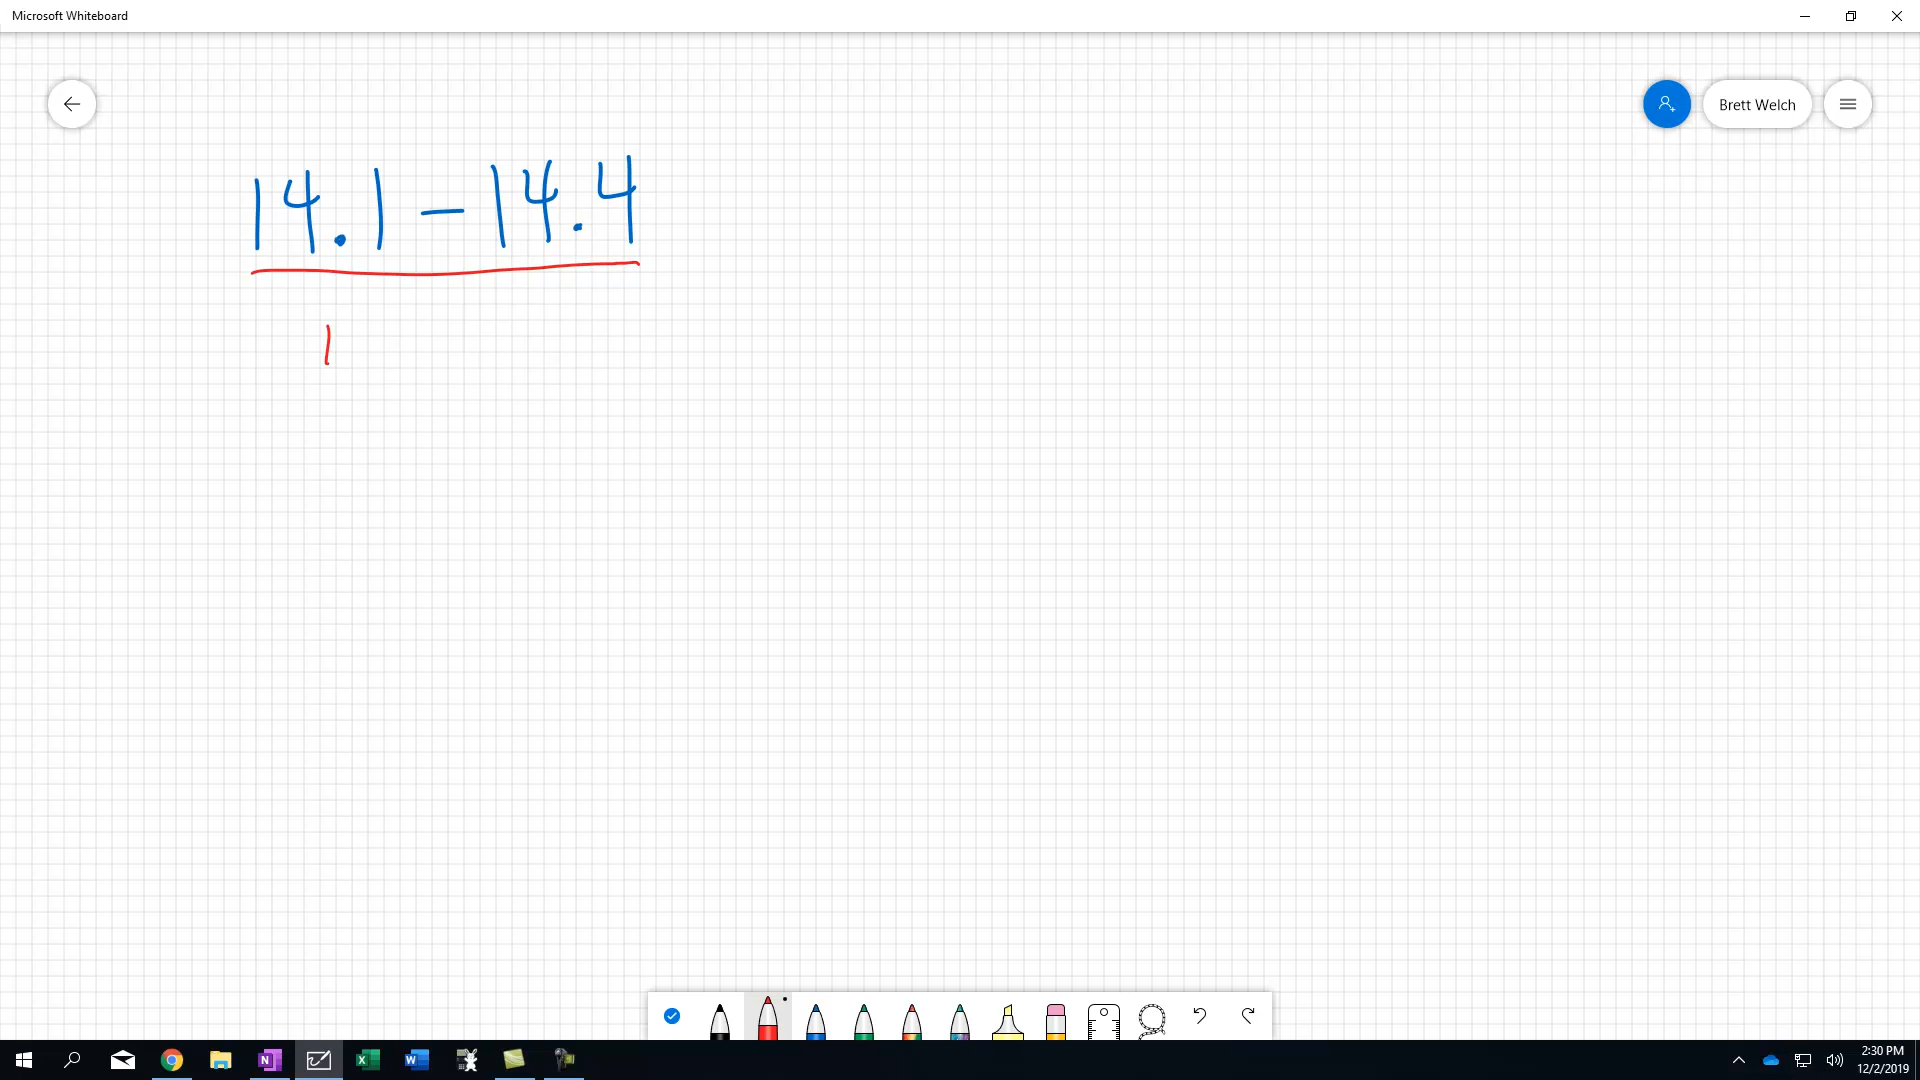 Microsoft Whiteboard
Brett Welch
14.1 - 14.4
1
2:30 PM
12/2/2019